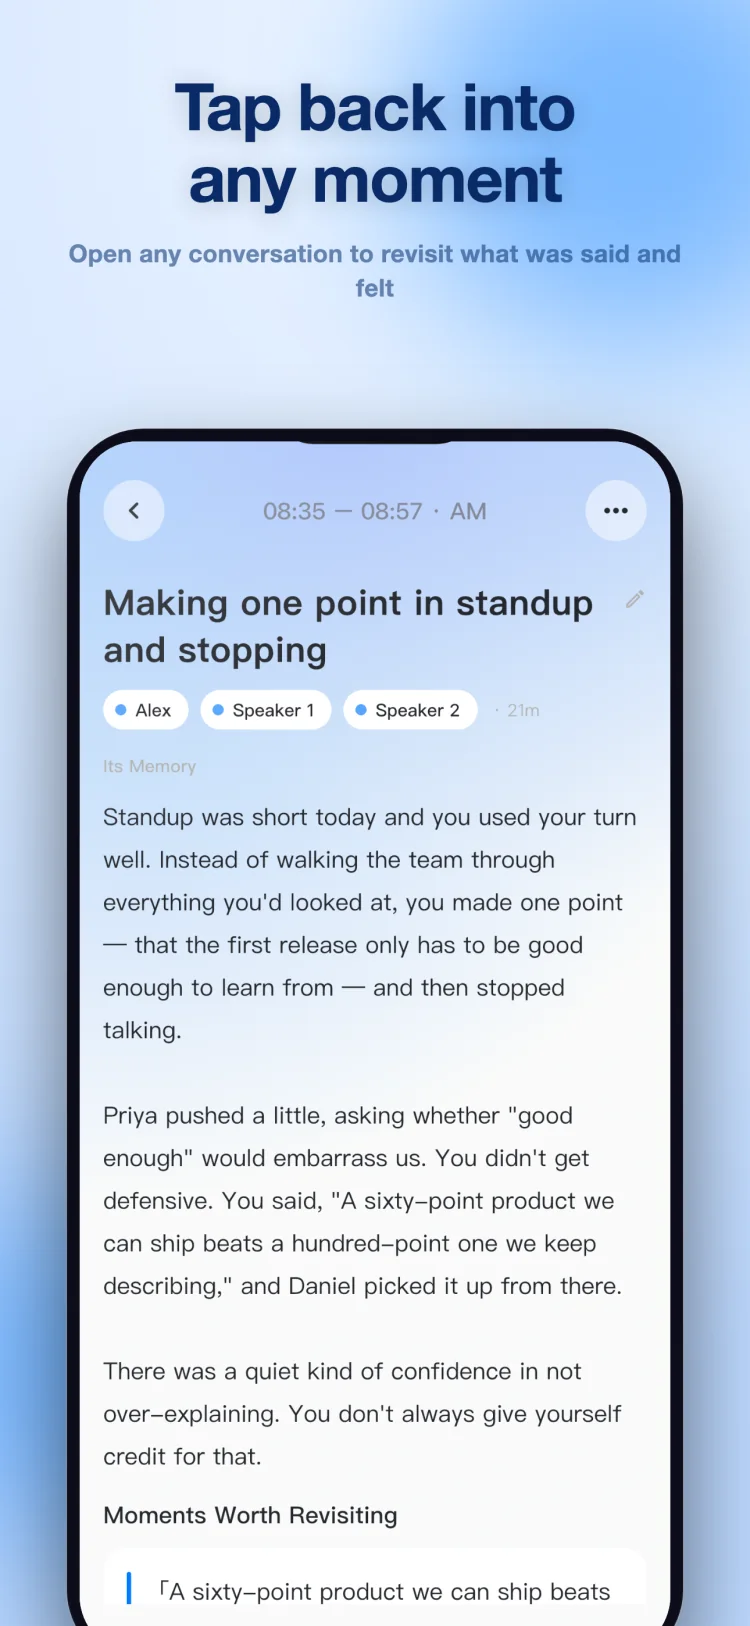 Tap back into
any moment
Open any conversation to revisit what was said and
felt
08:35 — 08:57 · AM
Making one point in standup
and stopping
Alex
Speaker 1
Speaker 2
· 21m
Its Memory
Standup was short today and you used your turn
well. Instead of walking the team through
everything you'd looked at, you made one point
— that the first release only has to be good
enough to learn from — and then stopped
talking.
Priya pushed a little, asking whether "good
enough" would embarrass us. You didn't get
defensive. You said, "A sixty–point product we
can ship beats a hundred–point one we keep
describing," and Daniel picked it up from there.
There was a quiet kind of confidence in not
over–explaining. You don't always give yourself
credit for that.
Moments Worth Revisiting
「A sixty–point product we can ship beats